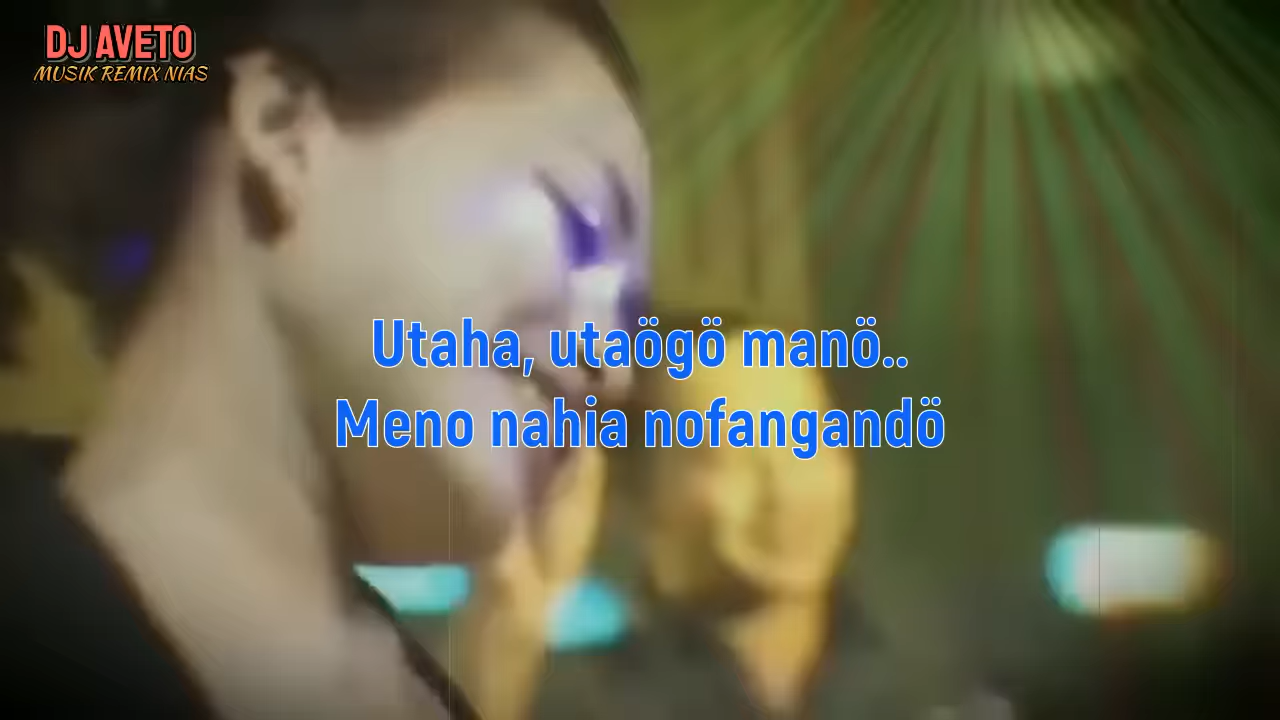 DJ AVETO
MUSIK REMIX NIAS
Utaha, utaögö manö..
Meno nahia nofangandö